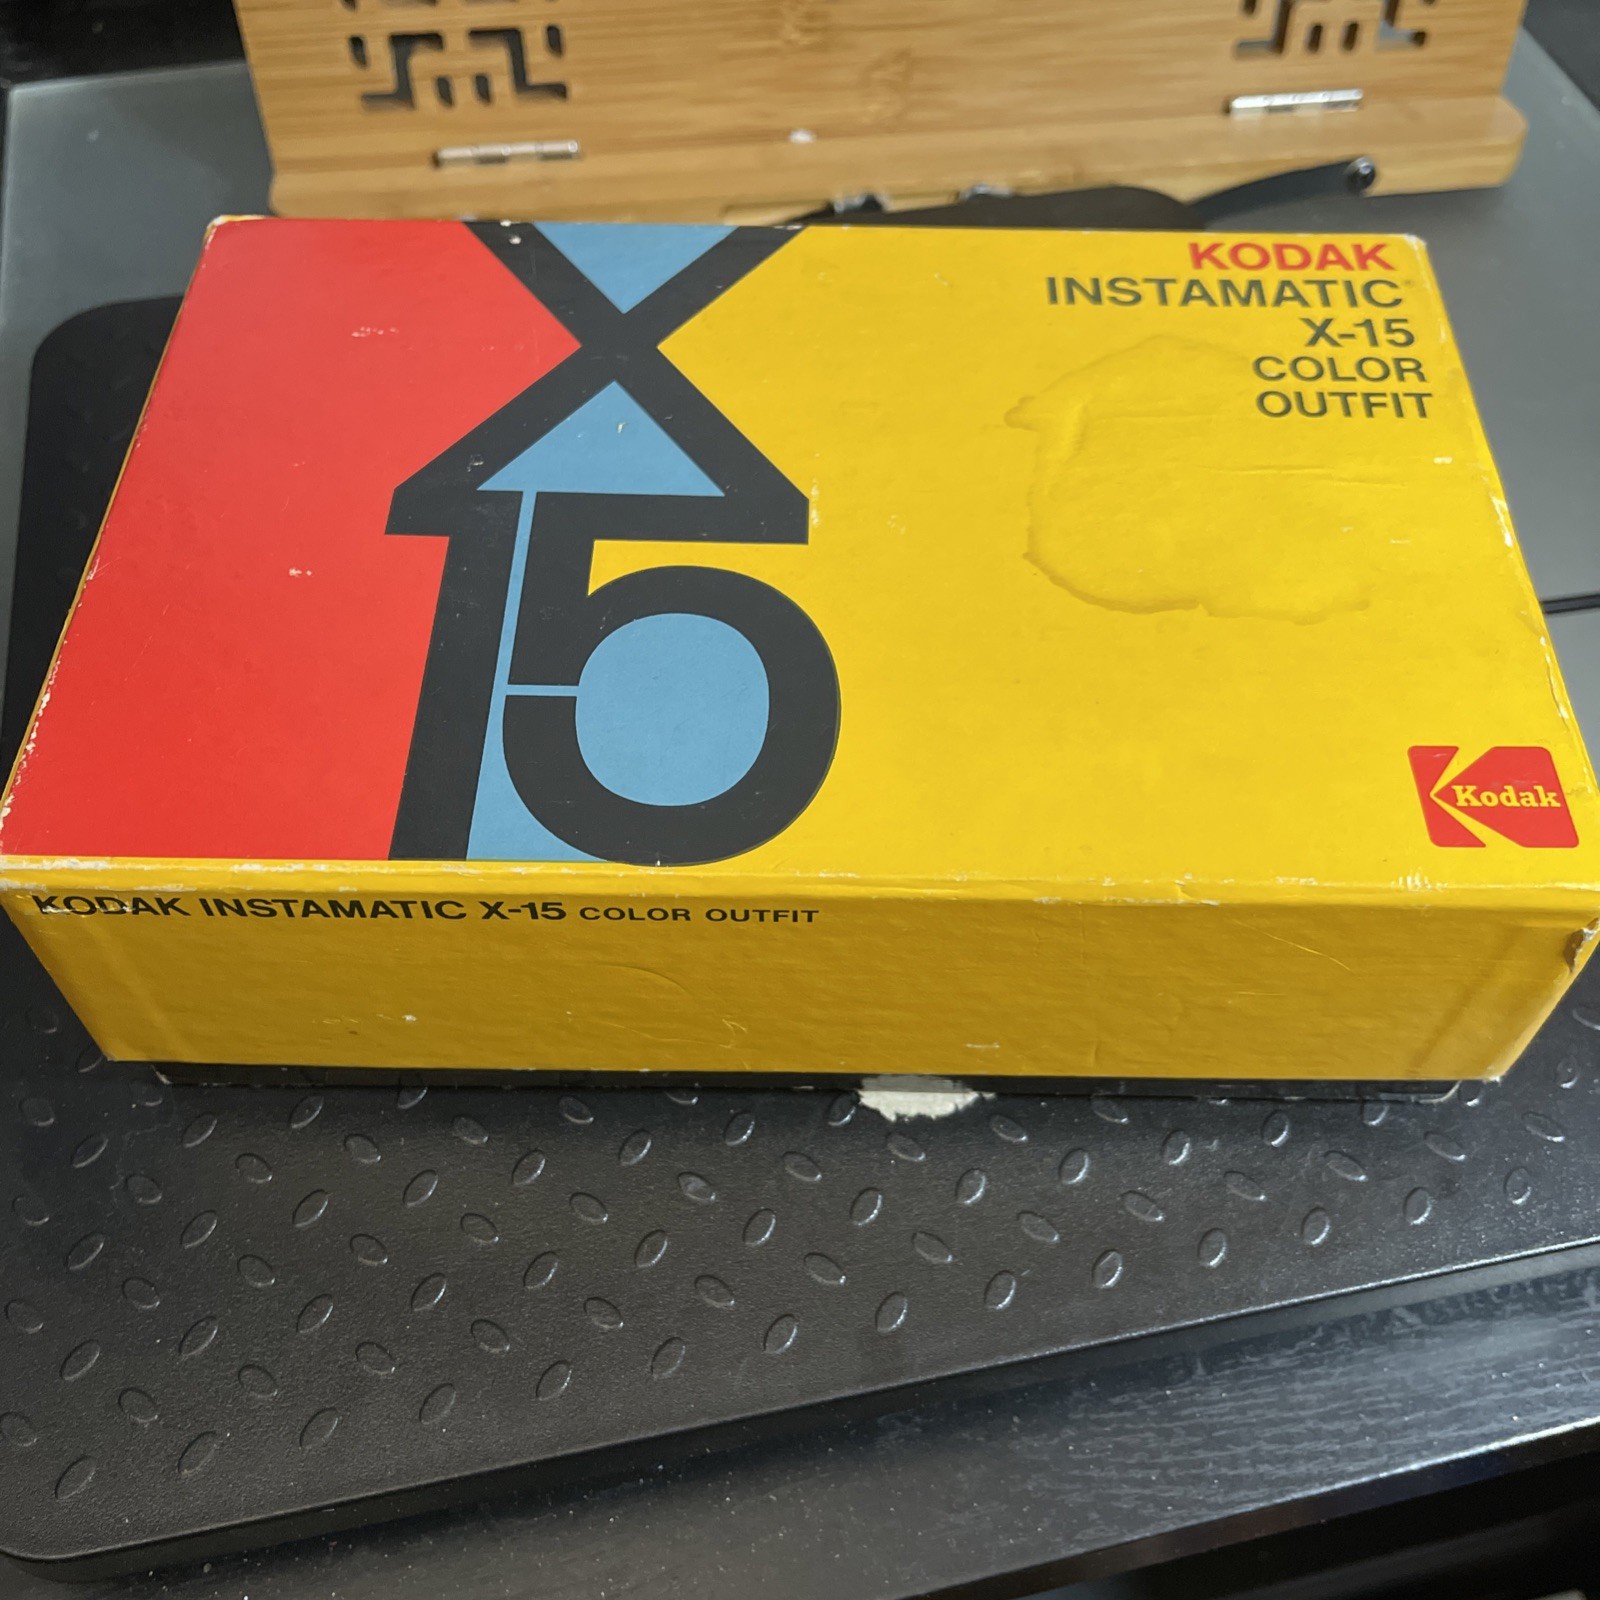 X
15
KODAK
INSTAMATIC®
X-15
COLOR
OUTFIT
Kodak
KODAK INSTAMATIC X-15 COLOR OUTFIT